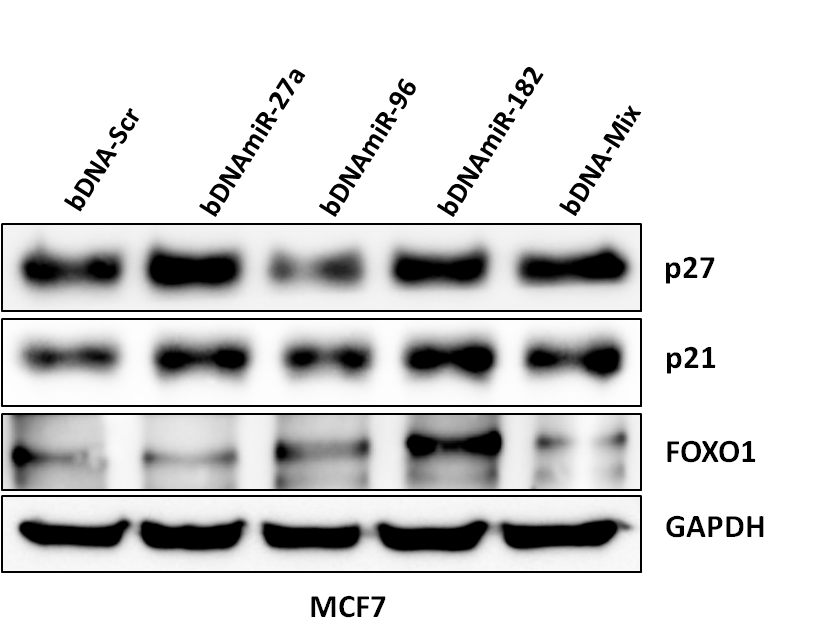 bDNA-Scr
bDNAmiR-27a
bDNAmiR-96
bDNAmiR-182
bDNA-Mix
p27
p21
FOXO1
GAPDH
MCF7